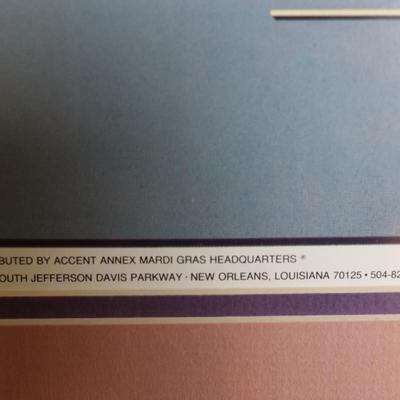 BUTED BY ACCENT ANNEX MARDI GRAS HEADQUARTERS ®
OUTH JEFFERSON DAVIS PARKWAY · NEW ORLEANS, LOUISIANA 70125 • 504-82